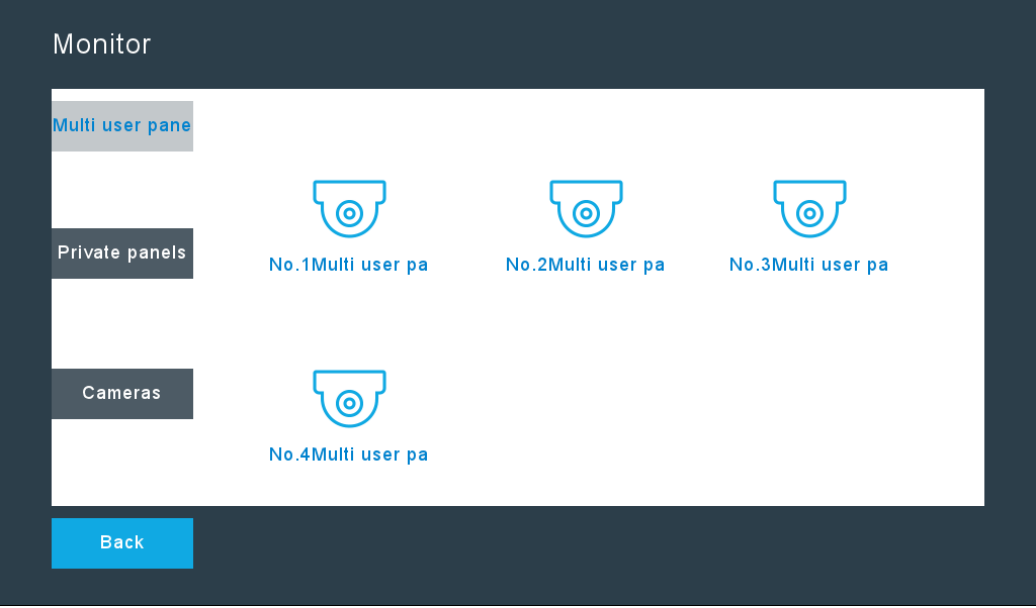 Monitor
Multi user pane
Private panels
No.1Multi user pa
No.2Multi user pa
No.3Multi user pa
Cameras
No.4Multi user pa
Back